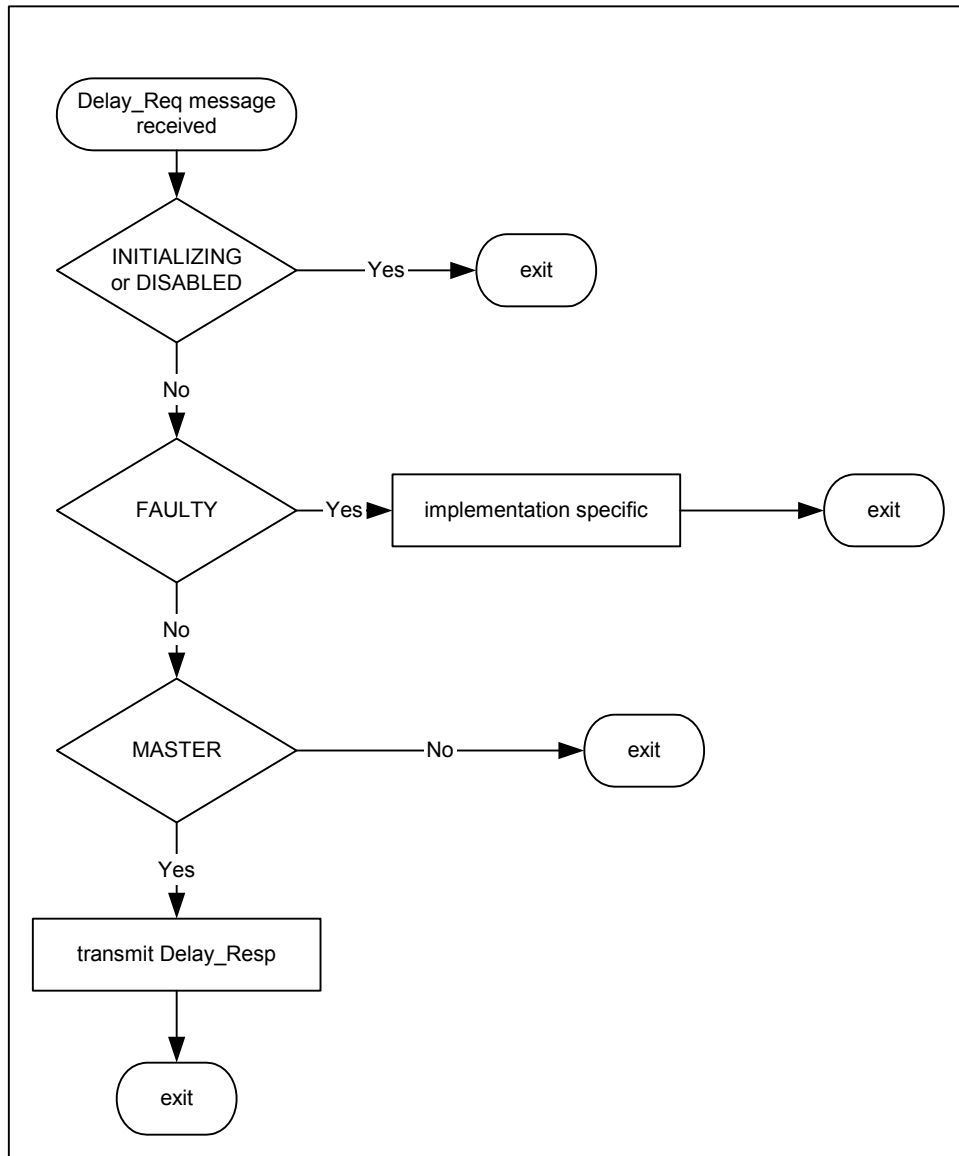 Delay_Req message
received
INITIALIZING
or DISABLED
Yes
exit
No
FAULTY
Yes
implementation specific
exit
No
MASTER
No
exit
Yes
transmit Delay_Resp
exit